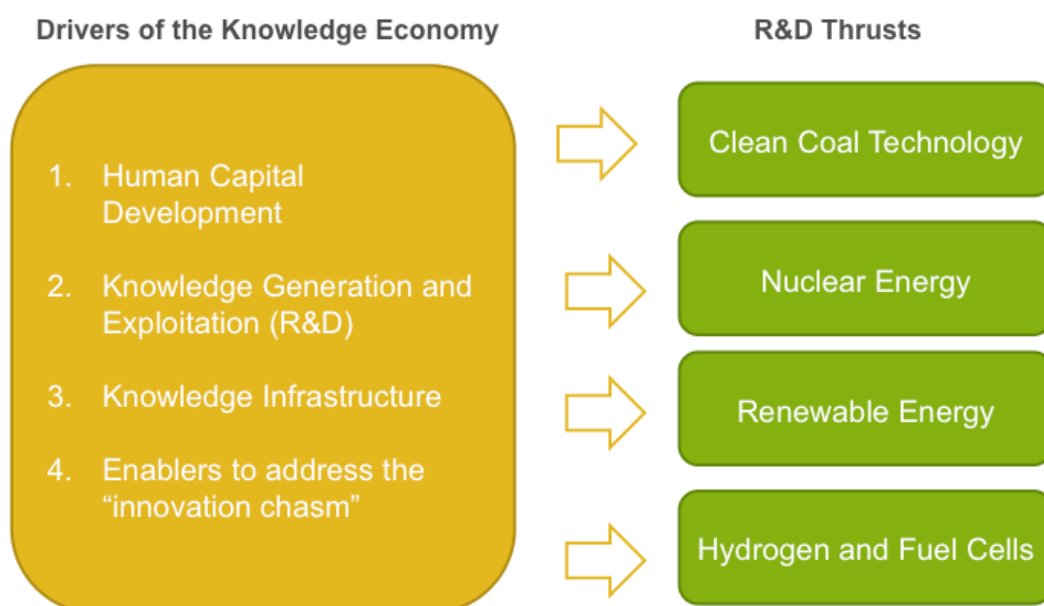 Drivers of the Knowledge Economy
R&D Thrusts
1. Human Capital
Development
2. Knowledge Generation and
Exploitation (R&D)
3. Knowledge Infrastructure
4. Enablers to address the
“innovation chasm”
Clean Coal Technology
Nuclear Energy
Renewable Energy
Hydrogen and Fuel Cells